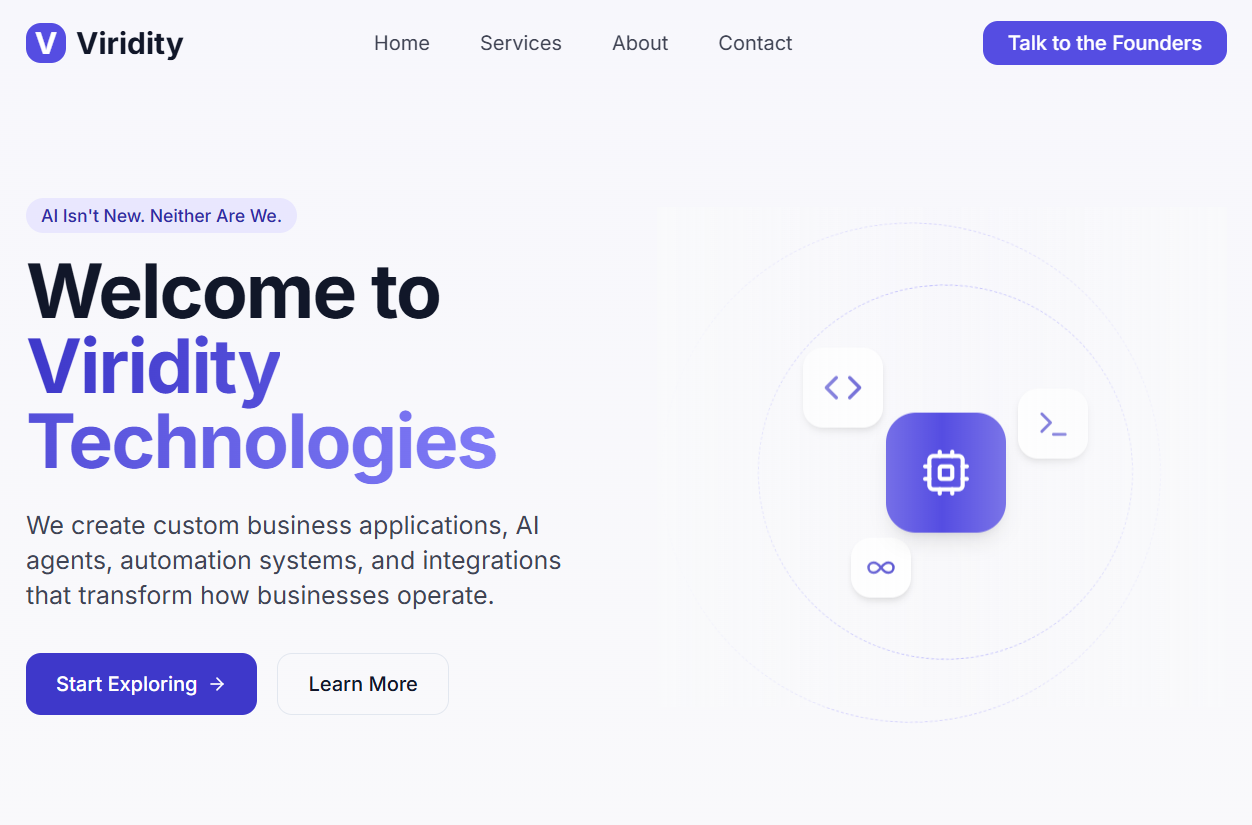 V Viridity
Home
Services
About
Contact
Talk to the Founders
AI Isn't New. Neither Are We.
Welcome to
Viridity
Technologies
We create custom business applications, AI
agents, automation systems, and integrations
that transform how businesses operate.
Start Exploring →
Learn More